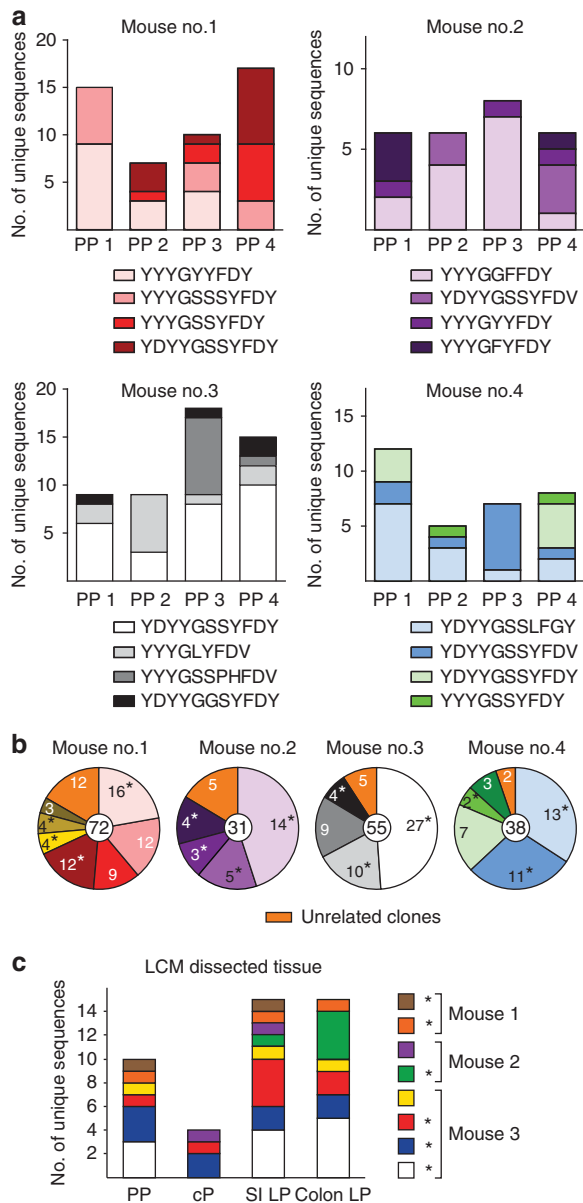 a
Mouse no.1
No. of unique sequences
20
15
10
5
PP 1 PP 2 PP 3 PP 4
YYYGYYFDY
YYYGSSSYFDY
YYYGSSYFDY
YDYYGSSYFDY
Mouse no.2
No. of unique sequences
10
5
PP 1 PP 2 PP 3 PP 4
YYYGGFFDY
YDYYGSSYFDV
YYYGYYFDY
YYYGFYFDY
Mouse no.3
No. of unique sequences
20
15
10
5
PP 1 PP 2 PP 3 PP 4
YDYYGSSYFDY
YYYGLYFDV
YYYGSSPHFDV
YDYYGGSYFDY
Mouse no.4
No. of unique sequences
15
10
5
PP 1 PP 2 PP 3 PP 4
YDYYGSSLFGY
YDYYGSSYFDV
YDYYGSSYFDY
YYYGSSYFDY
b
Mouse no.1
72
16*
12
9
12*
4*
4*
3
12
Mouse no.2
31
14*
5*
3*
4*
5
Mouse no.3
55
27*
10*
9
4*
5
Mouse no.4
38
13*
11*
7
2*
3
2
Unrelated clones
c
LCM dissected tissue
No. of unique sequences
14
12
10
8
6
4
2
PP cP SI LP Colon LP
*
* Mouse 1
* Mouse 2
*
*
* Mouse 3